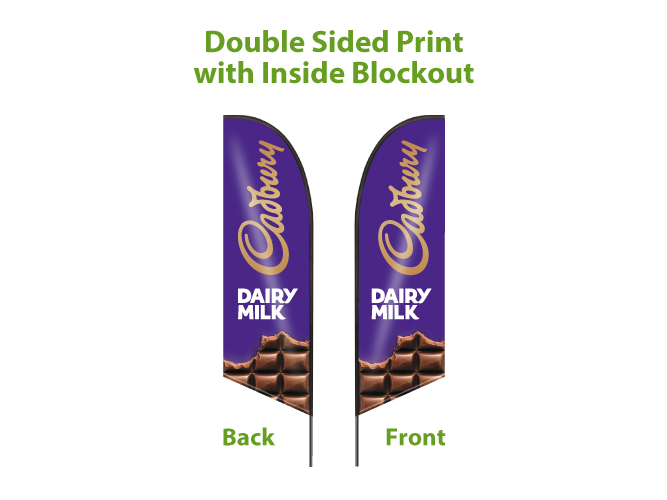 Double Sided Print
with Inside Blockout
Cadbury
DAIRY
MILK
Cadbury
DAIRY
MILK
Back
Front